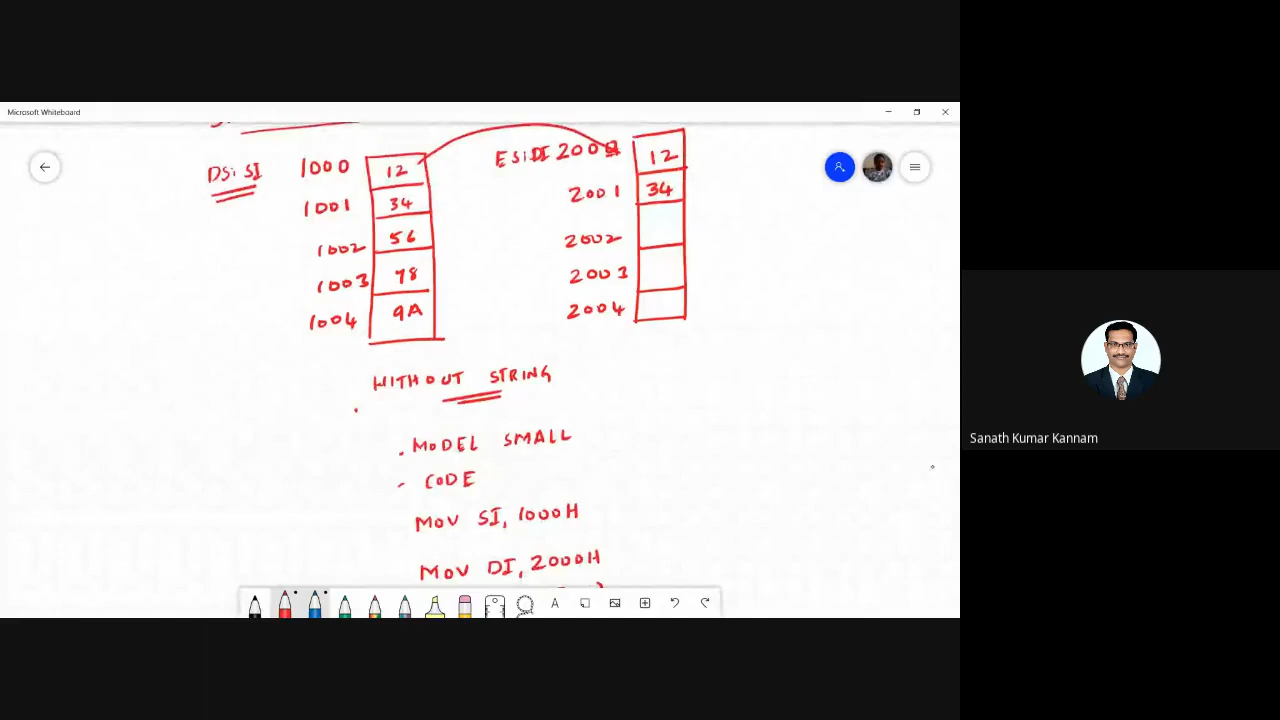 Microsoft Whiteboard
DS:SI 1000 12 ES:DI 2000 12
1001 34 2001 34
1002 56 2002
1003 78 2003
1004 9A 2004
WITHOUT STRING
.MODEL SMALL
.CODE
MOV SI, 1000H
MOV DI, 2000H
Sanath Kumar Kannam